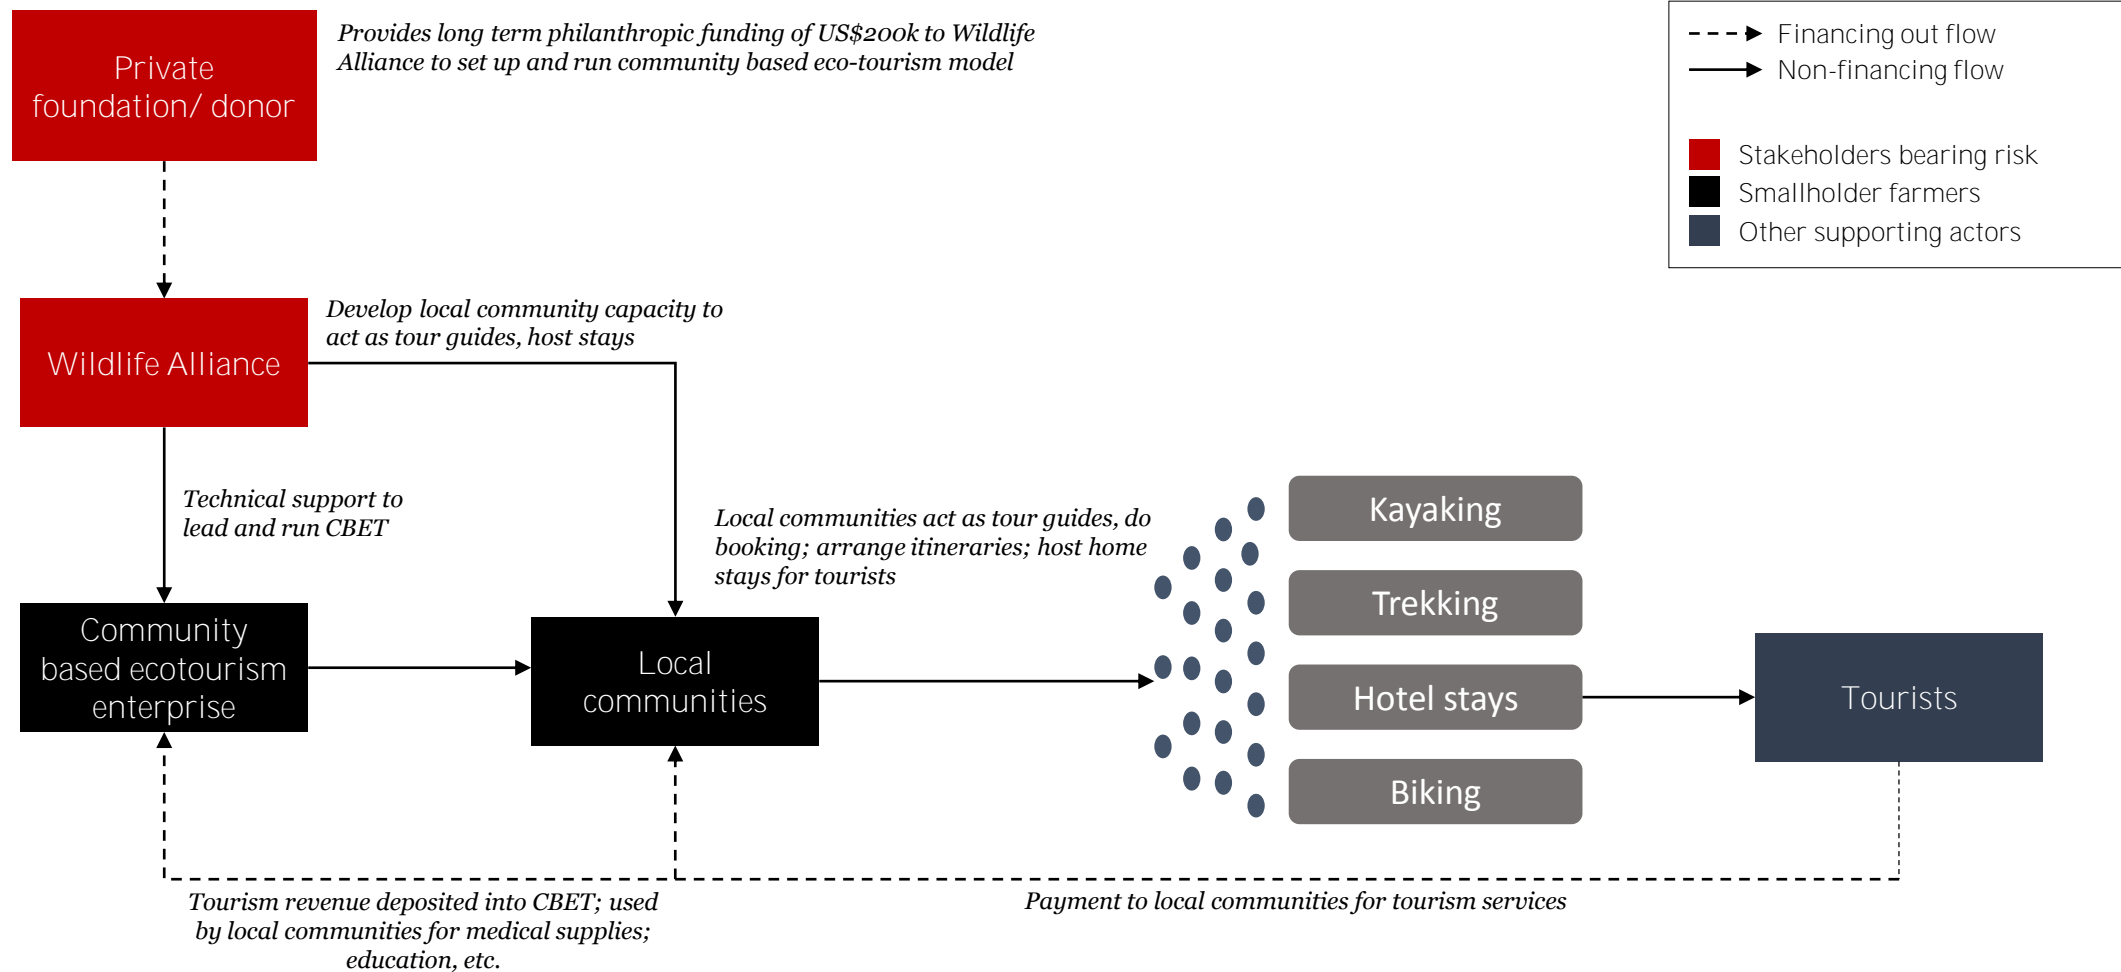 Private
foundation/ donor
Provides long term philanthropic funding of US$200k to Wildlife
Alliance to set up and run community based eco-tourism model
Financing out flow
Non-financing flow
Stakeholders bearing risk
Smallholder farmers
Other supporting actors
Wildlife Alliance
Develop local community capacity to
act as tour guides, host stays
Technical support to
lead and run CBET
Local communities act as tour guides, do
booking; arrange itineraries; host home
stays for tourists
Community
based ecotourism
enterprise
Local
communities
Kayaking
Trekking
Hotel stays
Biking
Tourists
Tourism revenue deposited into CBET; used
by local communities for medical supplies;
education, etc.
Payment to local communities for tourism services